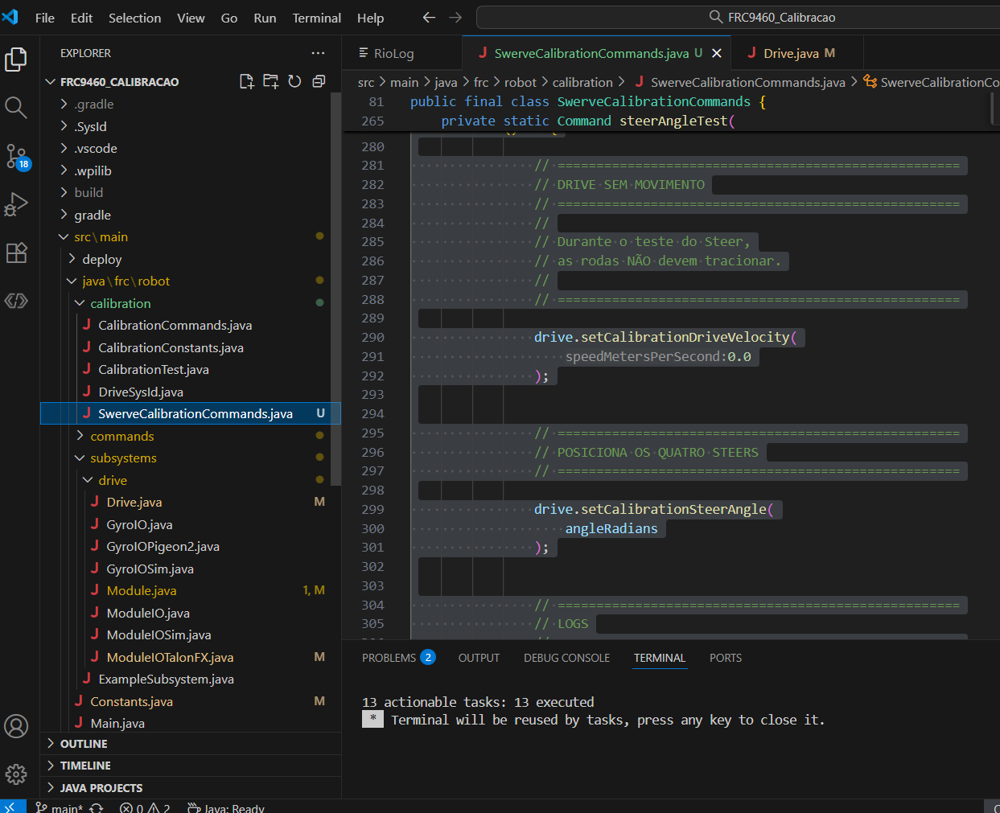 File Edit Selection View Go Run Terminal Help
FRC9460_Calibracao
EXPLORER
FRC9460_CALIBRACAO
.gradle
.SysId
.vscode
.wpilib
build
gradle
src\main
deploy
java\frc\robot
calibration
CalibrationCommands.java
CalibrationConstants.java
CalibrationTest.java
DriveSysId.java
SwerveCalibrationCommands.java U
commands
subsystems
drive
Drive.java M
GyroIO.java
GyroIOPigeon2.java
GyroIOSim.java
Module.java 1, M
ModuleIO.java
ModuleIOSim.java
ModuleIOTalonFX.java M
ExampleSubsystem.java
Constants.java M
Main.java
OUTLINE
TIMELINE
JAVA PROJECTS
18
RioLog
SwerveCalibrationCommands.java U
Drive.java M
src > main > java > frc > robot > calibration > SwerveCalibrationCommands.java > SwerveCalibrationCo
81 public final class SwerveCalibrationCommands {
265 private static Command steerAngleTest(
280
281 // ====================================================
282 // DRIVE SEM MOVIMENTO
283 // ====================================================
284 //
285 // Durante o teste do Steer,
286 // as rodas NÃO devem tracionar.
287 //
288 // ====================================================
289
290 drive.setCalibrationDriveVelocity(
291 speedMetersPerSecond:0.0
292 );
293
294
295 // ====================================================
296 // POSICIONA OS QUATRO STEERS
297 // ====================================================
298
299 drive.setCalibrationSteerAngle(
300 angleRadians
301 );
302
303
304 // ====================================================
305 // LOGS
PROBLEMS 2 OUTPUT DEBUG CONSOLE TERMINAL PORTS
13 actionable tasks: 13 executed
* Terminal will be reused by tasks, press any key to close it.
main* 0 2 Java: Ready